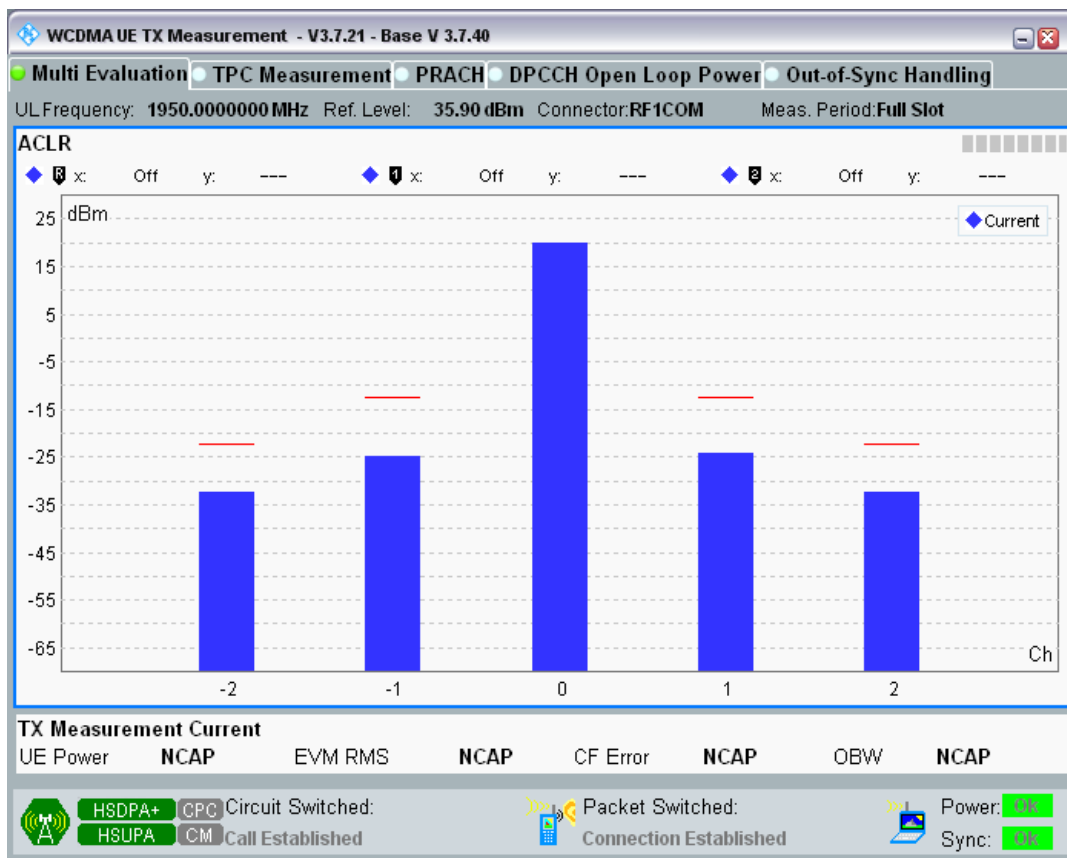 WCDMA UE TX Measurement - V3.7.21 - Base V 3.7.40
Multi Evaluation TPC Measurement PRACH DPCCH Open Loop Power Out-of-Sync Handling
UL Frequency: 1950.0000000 MHz Ref. Level: 35.90 dBm Connector:RF1COM Meas. Period:Full Slot
ACLR
R x: Off y: --- 1 x: Off y: --- 2 x: Off y: ---
dBm
Current
25
15
5
-5
-15
-25
-35
-45
-55
-65
Ch
-2 -1 0 1 2
TX Measurement Current
UE Power NCAP EVM RMS NCAP CF Error NCAP OBW NCAP
HSDPA+ CPC Circuit Switched: Packet Switched: Power: Ok
HSUPA CM Call Established Connection Established Sync: Ok